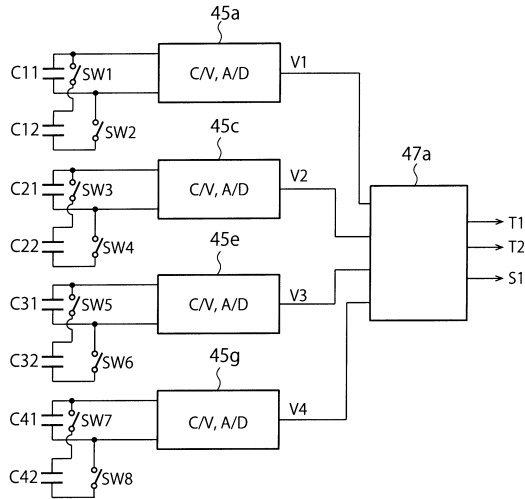 45a
C11
SW1
C/V, A/D
V1
C12
SW2
45c
47a
C21
SW3
C/V, A/D
V2
C22
SW4
T1
T2
S1
45e
C31
SW5
C/V, A/D
V3
C32
SW6
45g
C41
SW7
C/V, A/D
V4
C42
SW8